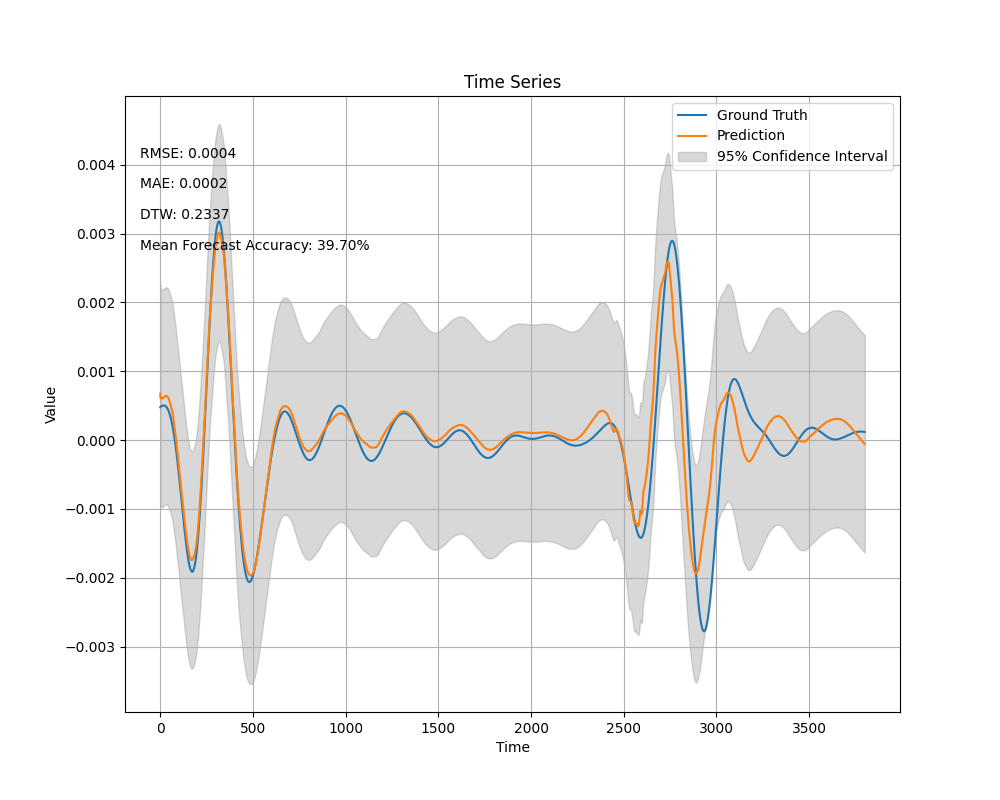 Time Series
Ground Truth
Prediction
95% Confidence Interval
RMSE: 0.0004
MAE: 0.0002
DTW: 0.2337
Mean Forecast Accuracy: 39.70%
Value
0.004
0.003
0.002
0.001
0.000
−0.001
−0.002
−0.003
0 500 1000 1500 2000 2500 3000 3500
Time